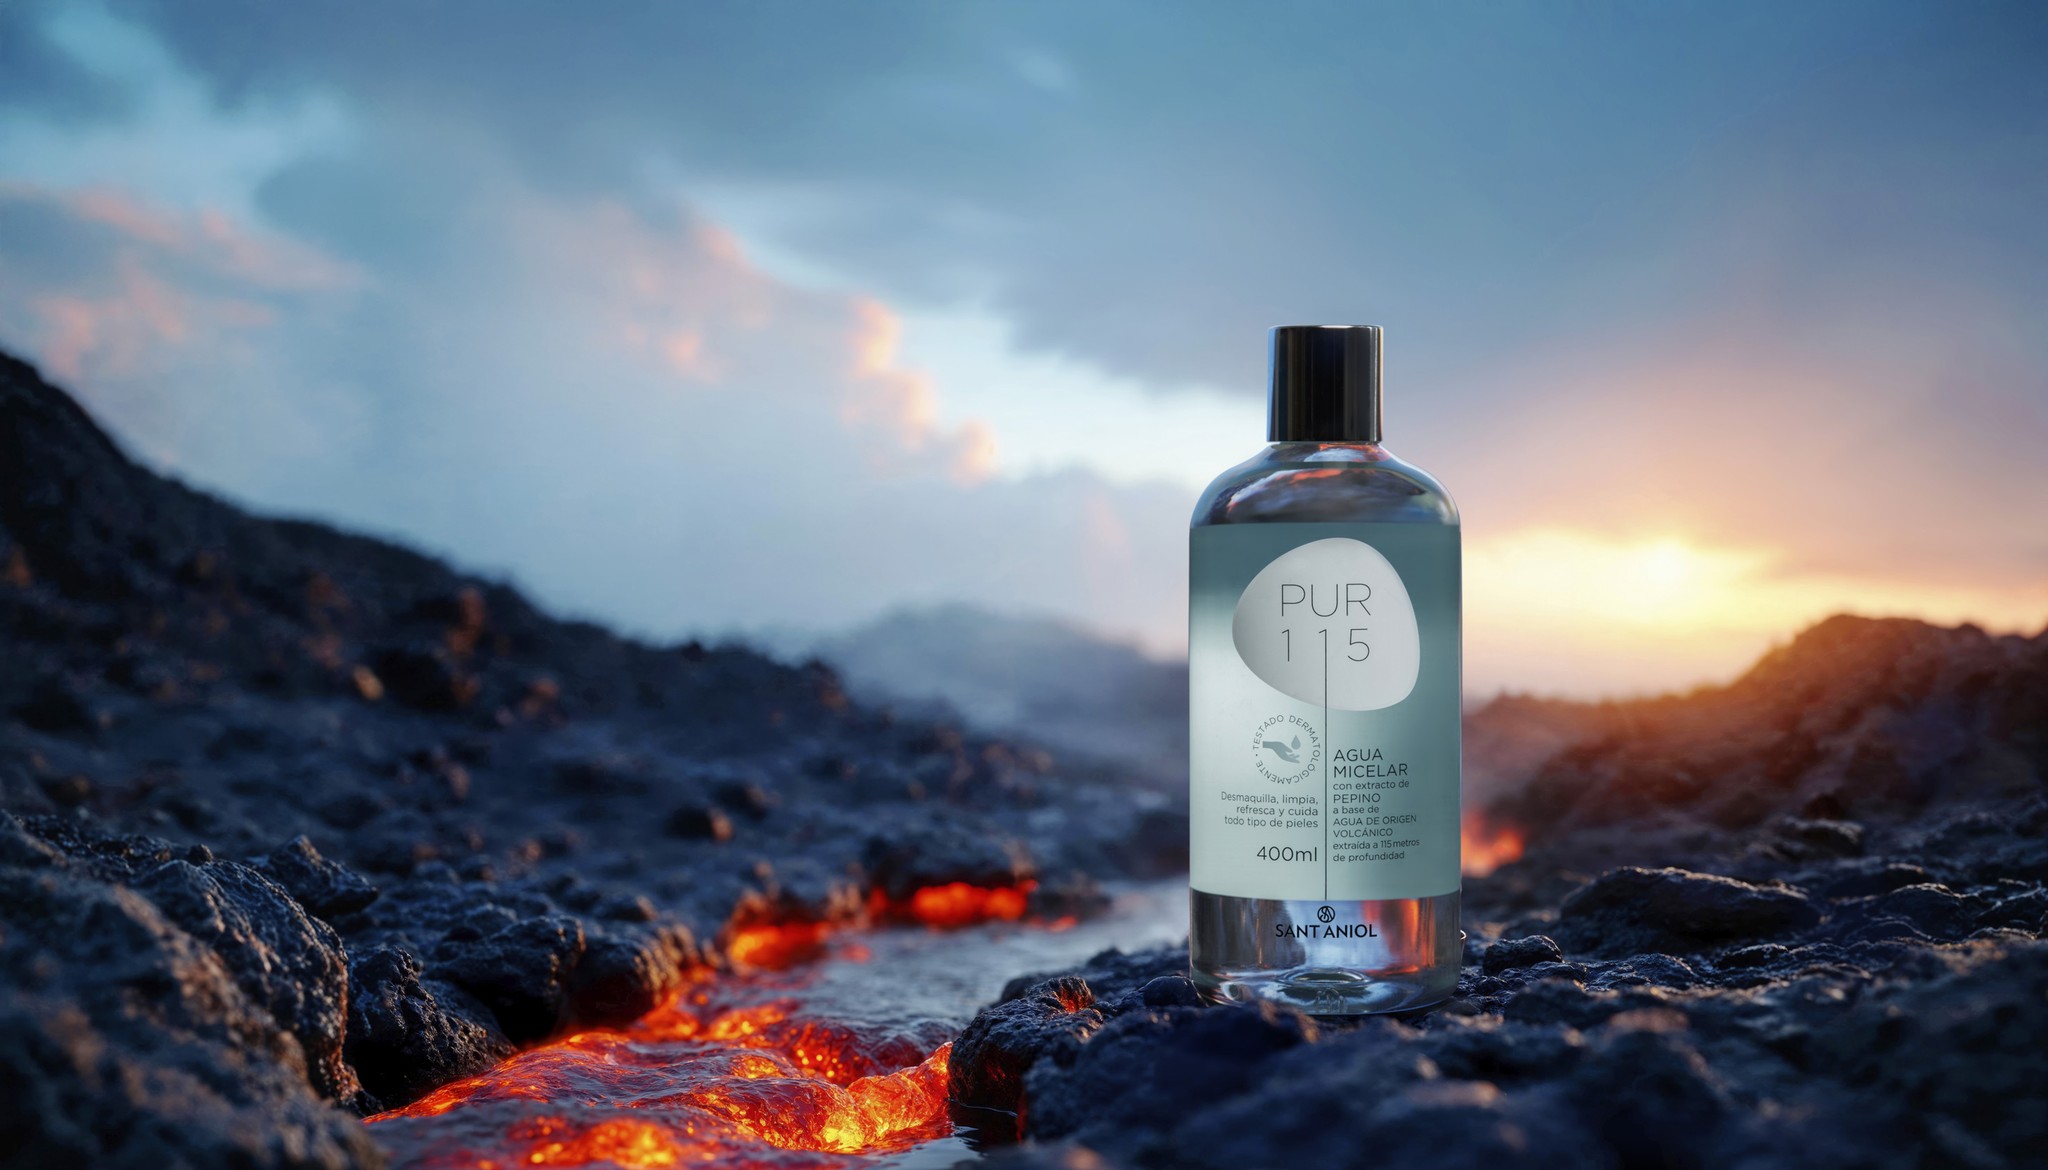 PUR
115
TESTADO DERMATOLÓGICAMENTE
Desmaquilla, limpia,
refresca y cuida
todo tipo de pieles
400ml
AGUA
MICELAR
con extracto de
PEPINO
a base de
AGUA DE ORIGEN
VOLCÁNICO
extraída a 115 metros
de profundidad
SANT ANIOL